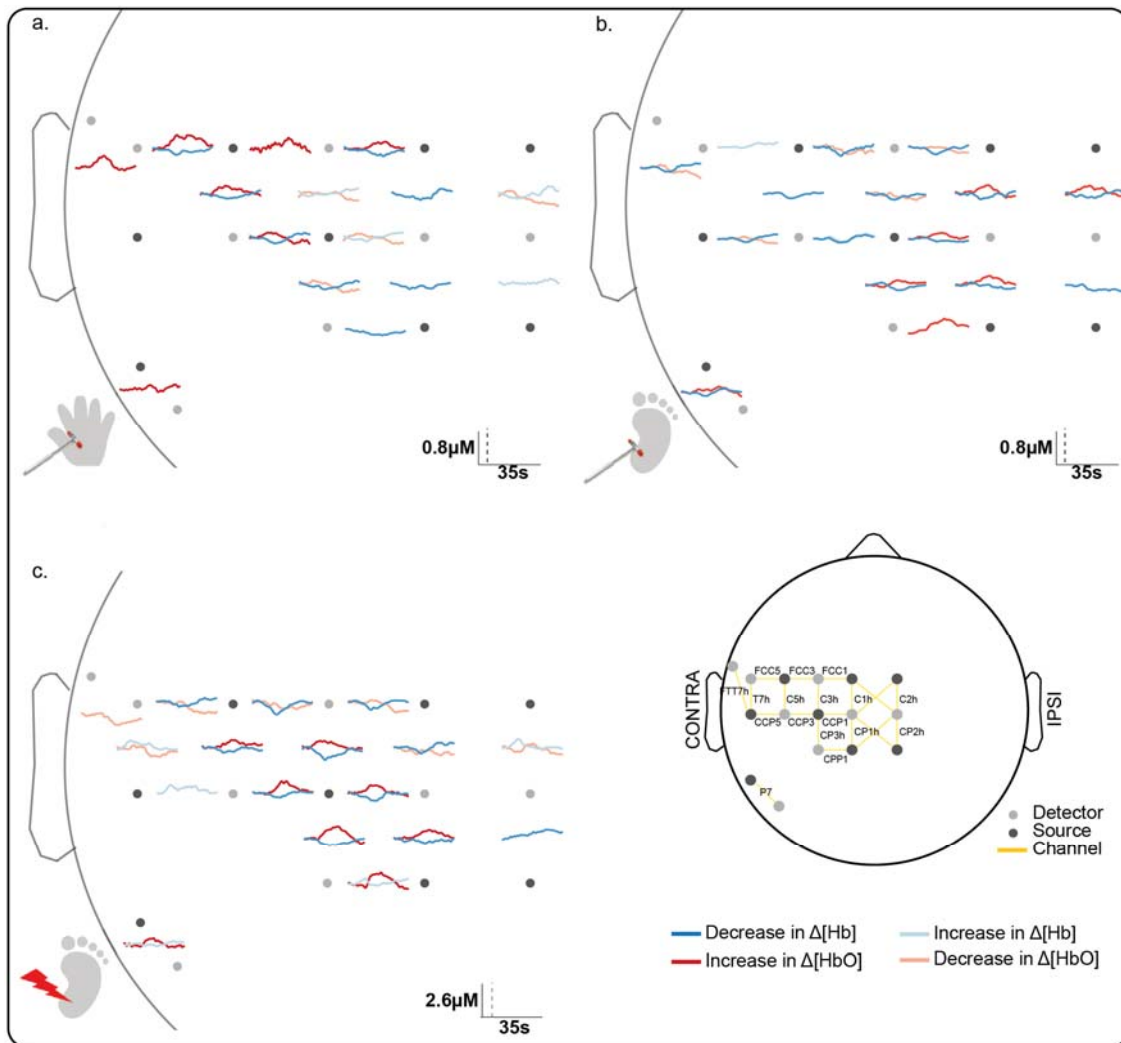 a.
b.
0.8μM
35s
0.8μM
35s
c.
2.6μM
35s
CONTRA
IPSI
FCC5 FCC3 FCC1
FTT7h T7h C5h C3h C1h C2h
CCP5 CCP3 CCP1
CP3h CP1h CP2h
CPP1
P7
Detector
Source
Channel
Decrease in Δ[Hb] Increase in Δ[Hb]
Increase in Δ[HbO] Decrease in Δ[HbO]